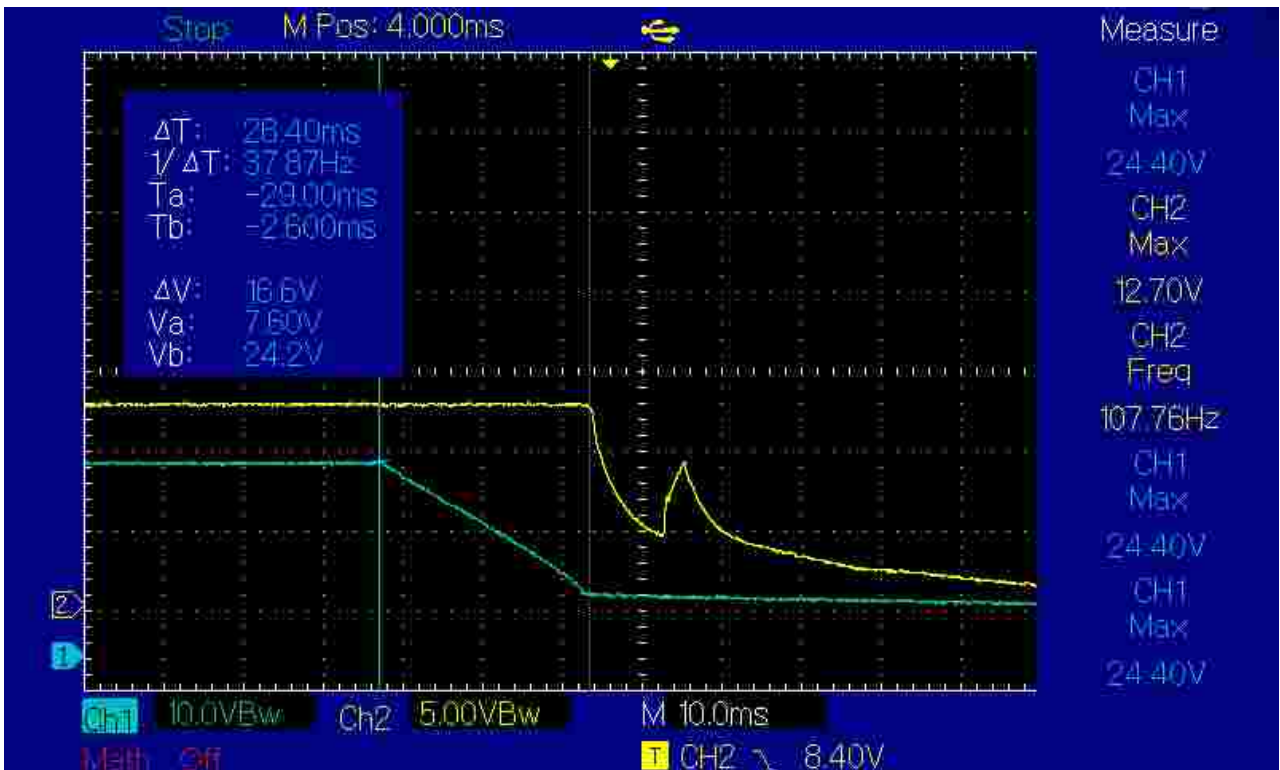 Stop
M Pos: 4.000ms
Measure
ΔT: 26.40ms
1/ΔT: 37.87Hz
Ta: -29.00ms
Tb: -2.600ms
ΔV: 16.6V
Va: 7.60V
Vb: 24.2V
CH1
Max
24.40V
CH2
Max
12.70V
CH2
Freq
107.76Hz
CH1
Max
24.40V
CH1
Max
24.40V
2
1
Ch1 10.0VBw Ch2 5.00VBw M 10.0ms
Math Off T CH2 8.40V